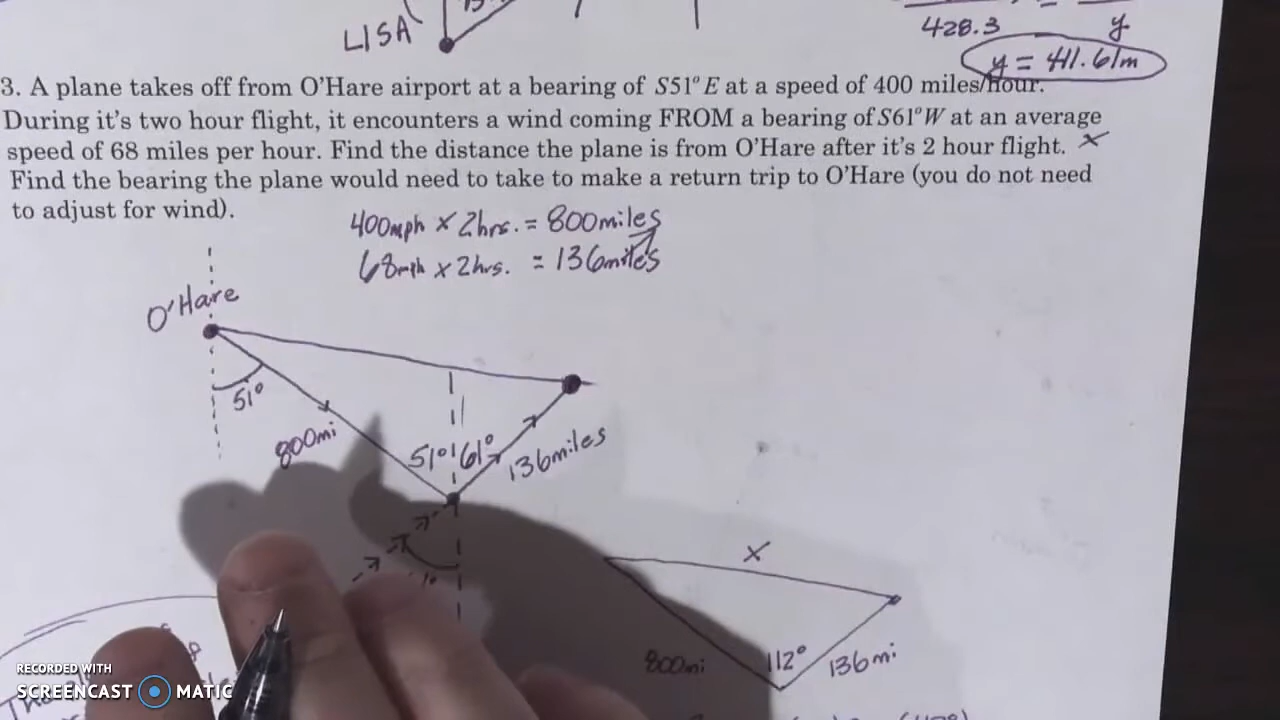 LISA
428.3 = y
y = 411.61m
3. A plane takes off from O'Hare airport at a bearing of S51°E at a speed of 400 miles/hour.
During it's two hour flight, it encounters a wind coming FROM a bearing of S61°W at an average
speed of 68 miles per hour. Find the distance the plane is from O'Hare after it's 2 hour flight. x
Find the bearing the plane would need to take to make a return trip to O'Hare (you do not need
to adjust for wind).
400mph x 2hrs. = 800miles
68mph x 2hrs. = 136miles
O'Hare
51°
800mi
51° 61°
136miles
x
800mi 112° 136mi
RECORDED WITH
SCREENCAST MATIC